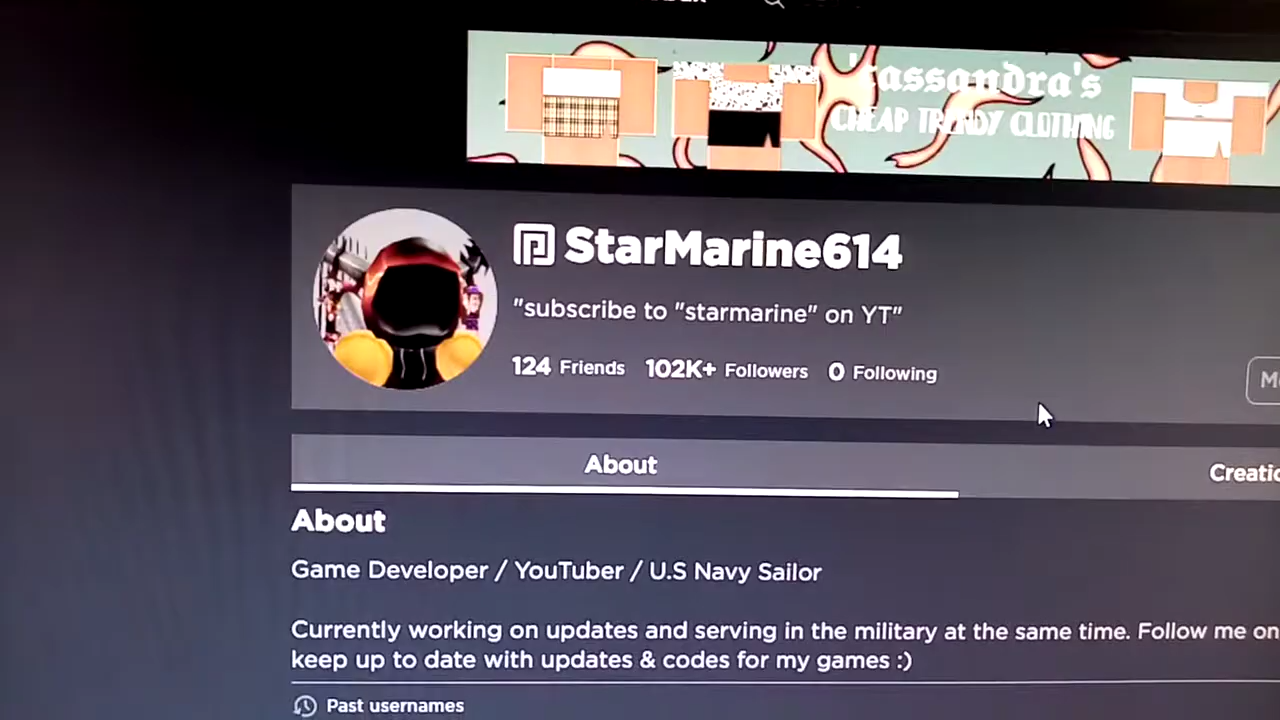 'cassandra's
CHEAP TRENDY CLOTHING
StarMarine614
"subscribe to "starmarine" on YT"
124 Friends 102K+ Followers 0 Following
About
About
Game Developer / YouTuber / U.S Navy Sailor
Currently working on updates and serving in the military at the same time. Follow me on
keep up to date with updates & codes for my games :)
Past usernames